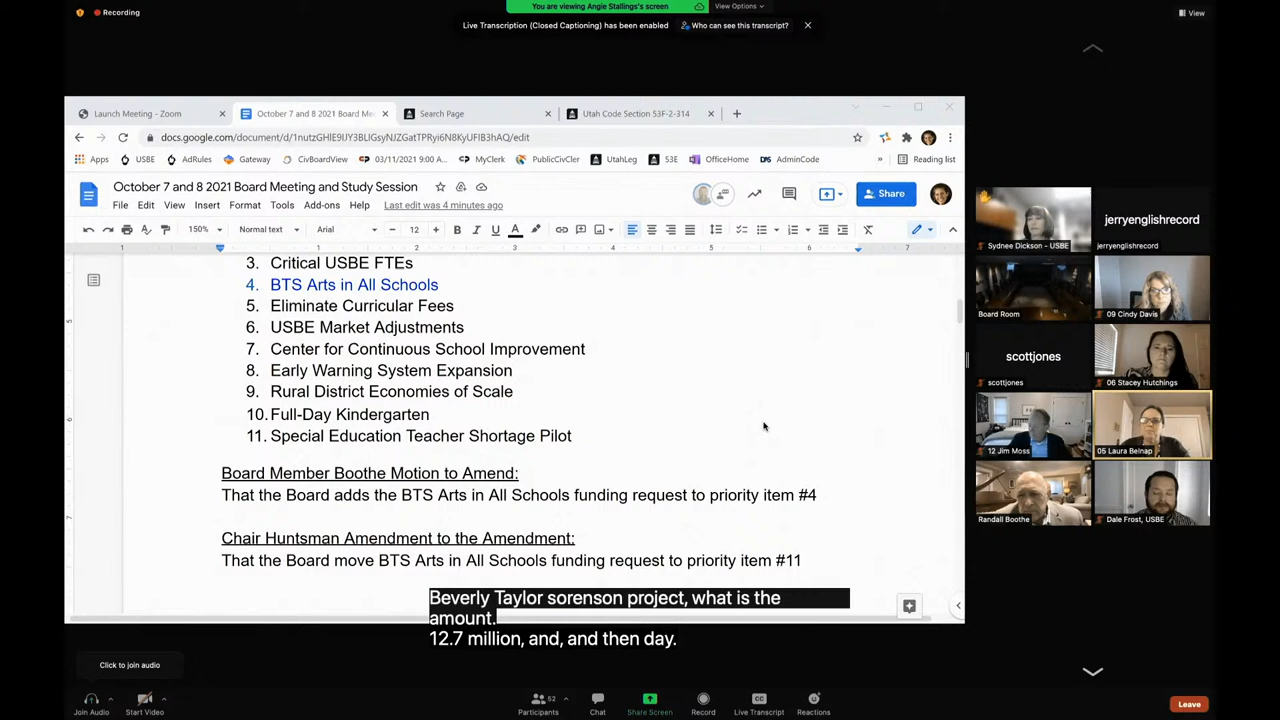 Recording
You are viewing Angie Stallings's screen
View Options
Live Transcription (Closed Captioning) has been enabled
Who can see this transcript?
View
Launch Meeting - Zoom
October 7 and 8 2021 Board Me
Search Page
Utah Code Section 53F-2-314
docs.google.com/document/d/1nutzGHlE9UY3BLIGsyNJZGatTPRyi6N8KyUFIB3hAQ/edit
Apps
USBE
AdRules
Gateway
CivBoardView
03/11/2021 9:00 A...
MyClerk
PublicCivCler
UtahLeg
53E
OfficeHome
AdminCode
Reading list
October 7 and 8 2021 Board Meeting and Study Session
File Edit View Insert Format Tools Add-ons Help Last edit was 4 minutes ago
Share
150% Normal text Arial 12
3. Critical USBE FTEs
4. BTS Arts in All Schools
5. Eliminate Curricular Fees
6. USBE Market Adjustments
7. Center for Continuous School Improvement
8. Early Warning System Expansion
9. Rural District Economies of Scale
10. Full-Day Kindergarten
11. Special Education Teacher Shortage Pilot
Board Member Boothe Motion to Amend:
That the Board adds the BTS Arts in All Schools funding request to priority item #4
Chair Huntsman Amendment to the Amendment:
That the Board move BTS Arts in All Schools funding request to priority item #11
Beverly Taylor sorenson project, what is the
amount.
12.7 million, and, and then day.
Sydnee Dickson - USBE
jerryenglishrecord
jerryenglishrecord
Board Room
09 Cindy Davis
scottjones
scottjones
06 Stacey Hutchings
12 Jim Moss
05 Laura Belnap
Randall Boothe
Dale Frost, USBE
Click to join audio
Join Audio
Start Video
52
Participants
Chat
Share Screen
Record
Live Transcript
Reactions
Leave